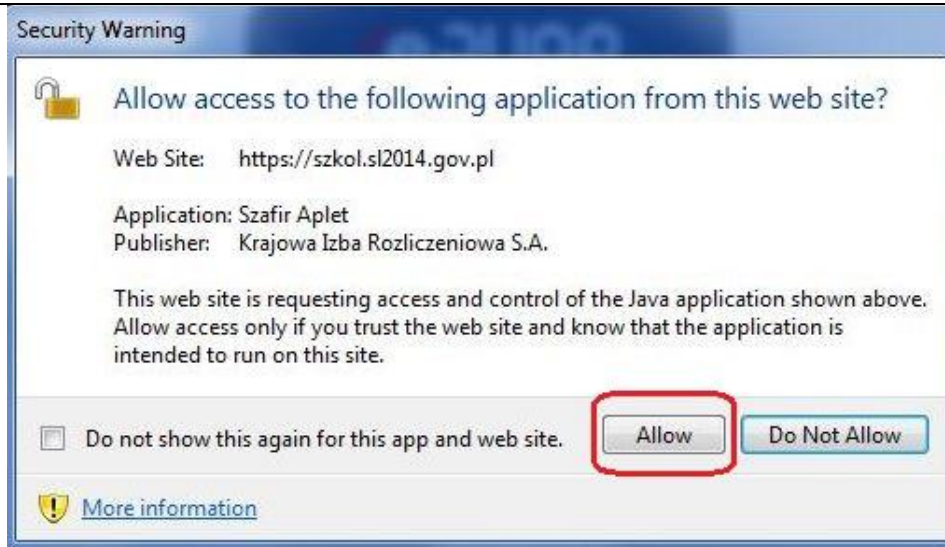 Security Warning
Allow access to the following application from this web site?
Web Site: https://szkol.sl2014.gov.pl
Application: Szafir Aplet
Publisher: Krajowa Izba Rozliczeniowa S.A.
This web site is requesting access and control of the Java application shown above.
Allow access only if you trust the web site and know that the application is
intended to run on this site.
Do not show this again for this app and web site.
Allow
Do Not Allow
More information